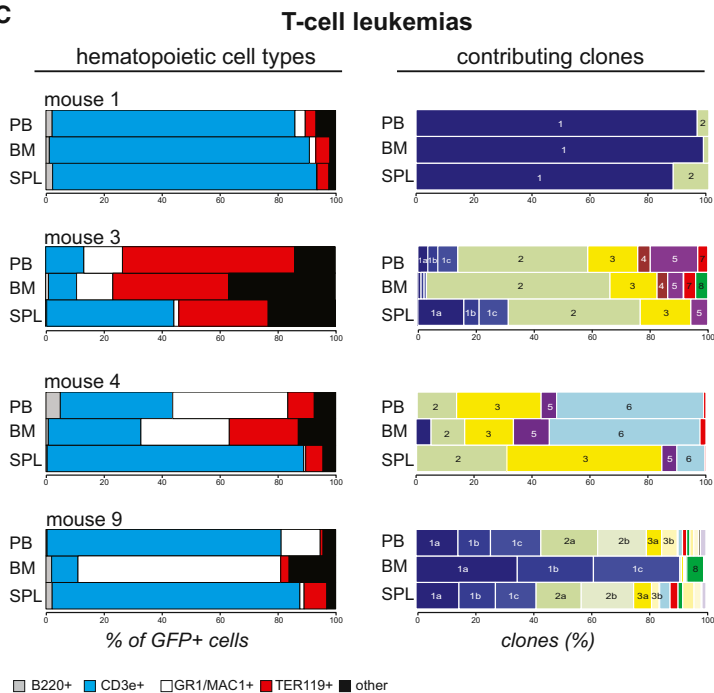 C
T-cell leukemias
hematopoietic cell types contributing clones
mouse 1
PB PB 1 2
BM BM 1
SPL SPL 1 2
0 20 40 60 80 100 0 20 40 60 80 100
mouse 3
PB PB 1a 1b 1c 2 3 4 5 7
BM BM 2 3 4 5 7 8
SPL SPL 1a 1b 1c 2 3 5
0 20 40 60 80 100 0 20 40 60 80 100
mouse 4
PB PB 2 3 5 6
BM BM 2 3 5 6
SPL SPL 2 3 5 6
0 20 40 60 80 100 0 20 40 60 80 100
mouse 9
PB PB 1a 1b 1c 2a 2b 3a 3b
BM BM 1a 1b 1c 8
SPL SPL 1a 1b 1c 2a 2b 3a 3b
0 20 40 60 80 100 0 20 40 60 80 100
% of GFP+ cells clones (%)
B220+ CD3e+ GR1/MAC1+ TER119+ other